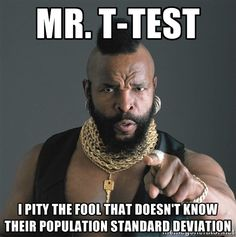 MR. T-TEST
I PITY THE FOOL THAT DOESN'T KNOW
THEIR POPULATION STANDARD DEVIATION